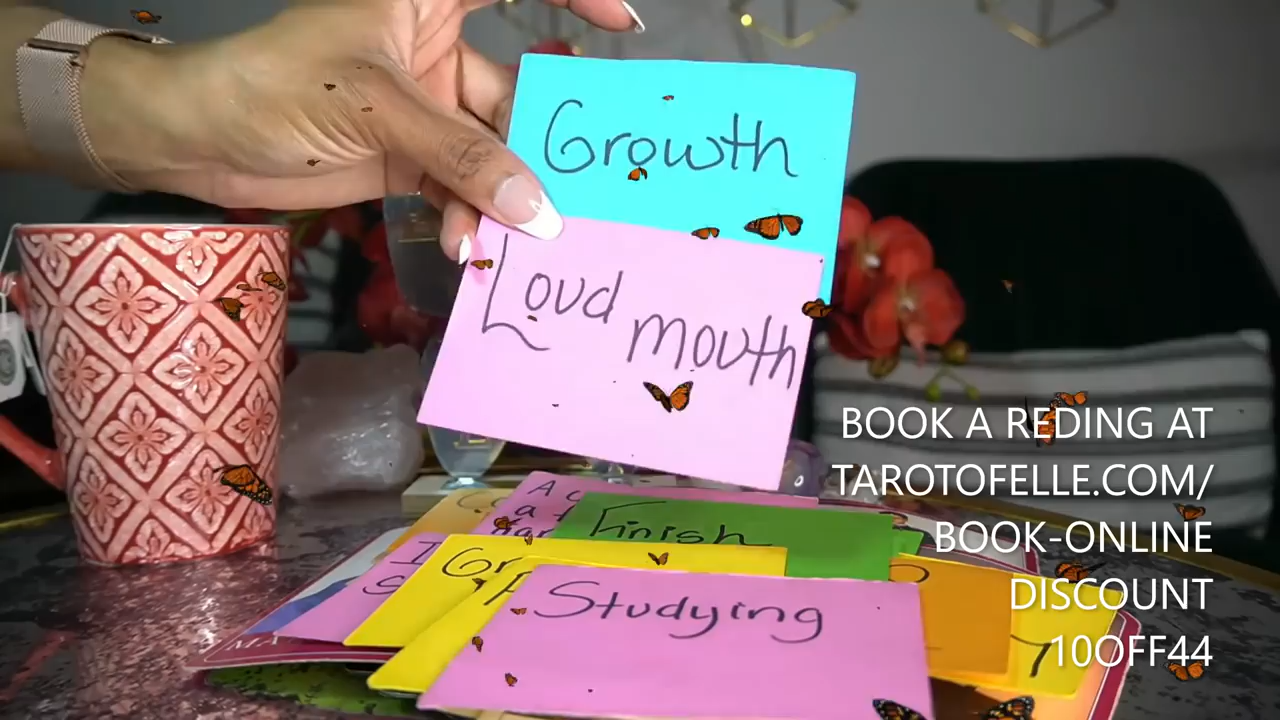 Growth
Loud
mouth
Finish
Studying
BOOK A REDING AT
TAROTOFELLE.COM/
BOOK-ONLINE
DISCOUNT
10OFF44